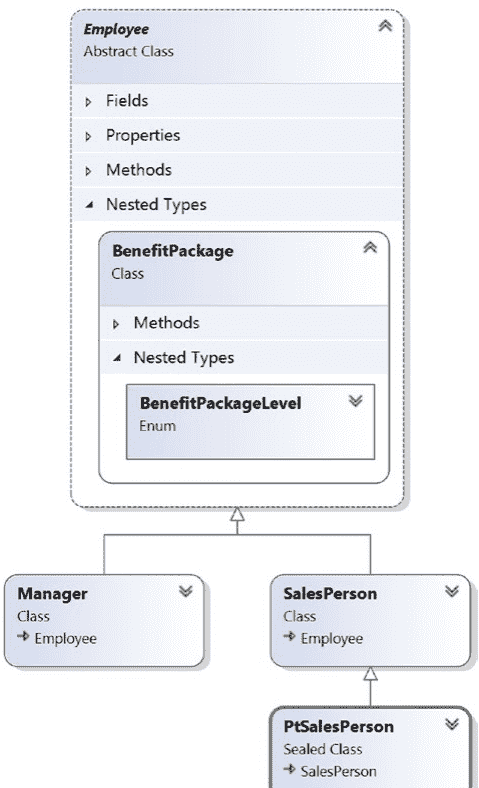 Employee
Abstract Class
Fields
Properties
Methods
Nested Types
BenefitPackage
Class
Methods
Nested Types
BenefitPackageLevel
Enum
Manager
Class
Employee
SalesPerson
Class
Employee
PtSalesPerson
Sealed Class
SalesPerson